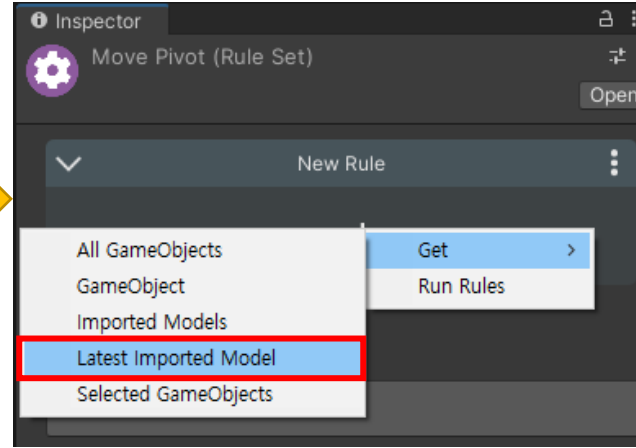 Inspector
Move Pivot (Rule Set)
Open
New Rule
All GameObjects
Get
GameObject
Run Rules
Imported Models
Latest Imported Model
Selected GameObjects